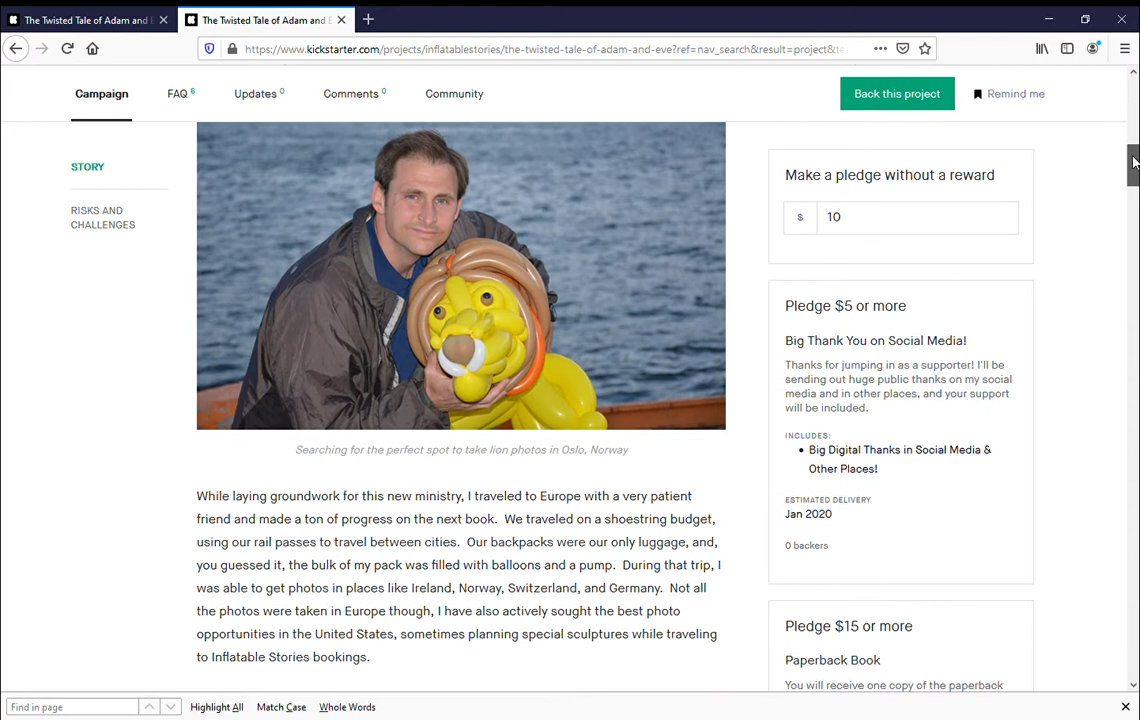 The Twisted Tale of Adam and E
The Twisted Tale of Adam and E
https://www.kickstarter.com/projects/inflatablestories/the-twisted-tale-of-adam-and-eve?ref=nav_search&result=project&te
Campaign
FAQ 6
Updates 0
Comments 0
Community
Back this project
Remind me
STORY
RISKS AND
CHALLENGES
Searching for the perfect spot to take lion photos in Oslo, Norway
While laying groundwork for this new ministry, I traveled to Europe with a very patient
friend and made a ton of progress on the next book. We traveled on a shoestring budget,
using our rail passes to travel between cities. Our backpacks were our only luggage, and,
you guessed it, the bulk of my pack was filled with balloons and a pump. During that trip, I
was able to get photos in places like Ireland, Norway, Switzerland, and Germany. Not all
the photos were taken in Europe though, I have also actively sought the best photo
opportunities in the United States, sometimes planning special sculptures while traveling
to Inflatable Stories bookings.
Make a pledge without a reward
$ 10
Pledge $5 or more
Big Thank You on Social Media!
Thanks for jumping in as a supporter! I'll be
sending out huge public thanks on my social
media and in other places, and your support
will be included.
INCLUDES:
• Big Digital Thanks in Social Media &
Other Places!
ESTIMATED DELIVERY
Jan 2020
0 backers
Pledge $15 or more
Paperback Book
You will receive one copy of the paperback
Find in page
Highlight All
Match Case
Whole Words